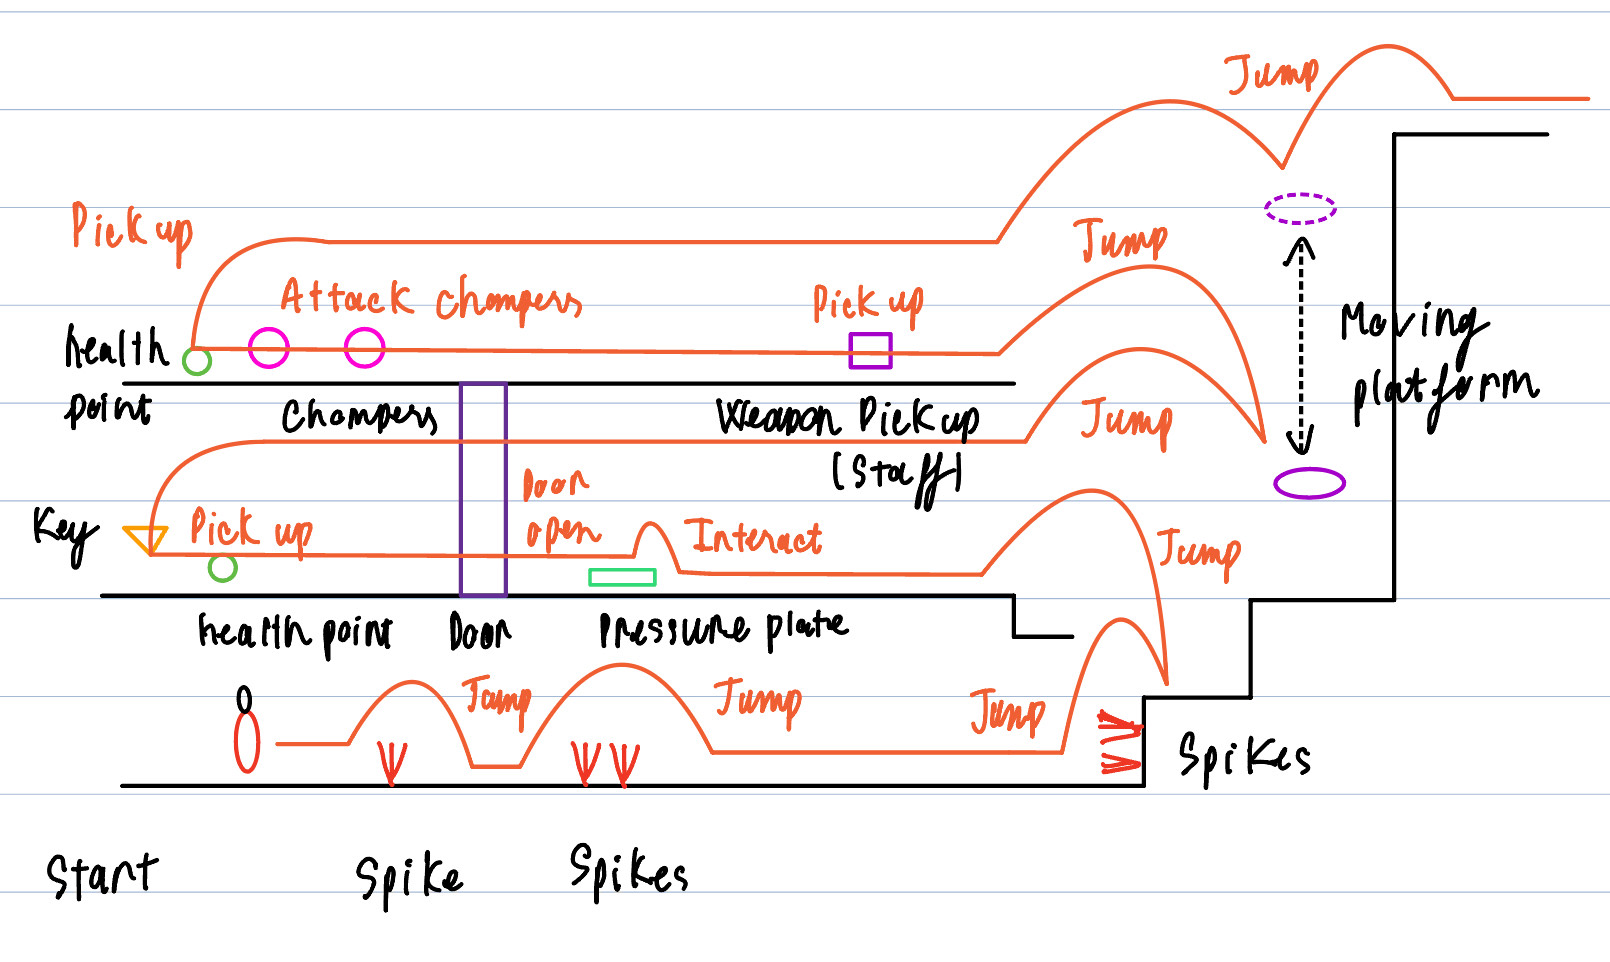 Jump
Pick up
Jump
Attack Chompers
Pick up
Moving
platform
health
point
Chompers
Weapon Pick up
(Staff)
Jump
Door
open
Key
Pick up
Interact
Jump
health point
Door
Pressure plate
Jump
Jump
Jump
Spikes
Start
Spike
Spikes